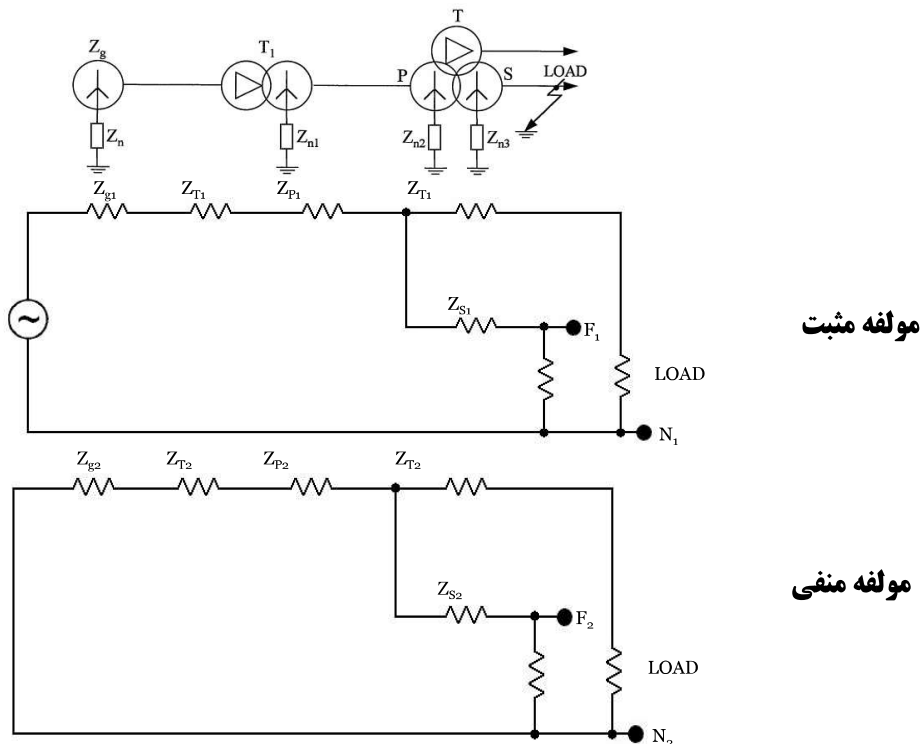 T
Z_g T_1 P S LOAD
Z_n Z_n1 Z_n2 Z_n3
Z_g1 Z_T1 Z_P1 Z_T1
Z_S1
F_1
مولفه مثبت
LOAD
N_1
Z_g2 Z_T2 Z_P2 Z_T2
Z_S2
F_2
مولفه منفی
LOAD
N_2